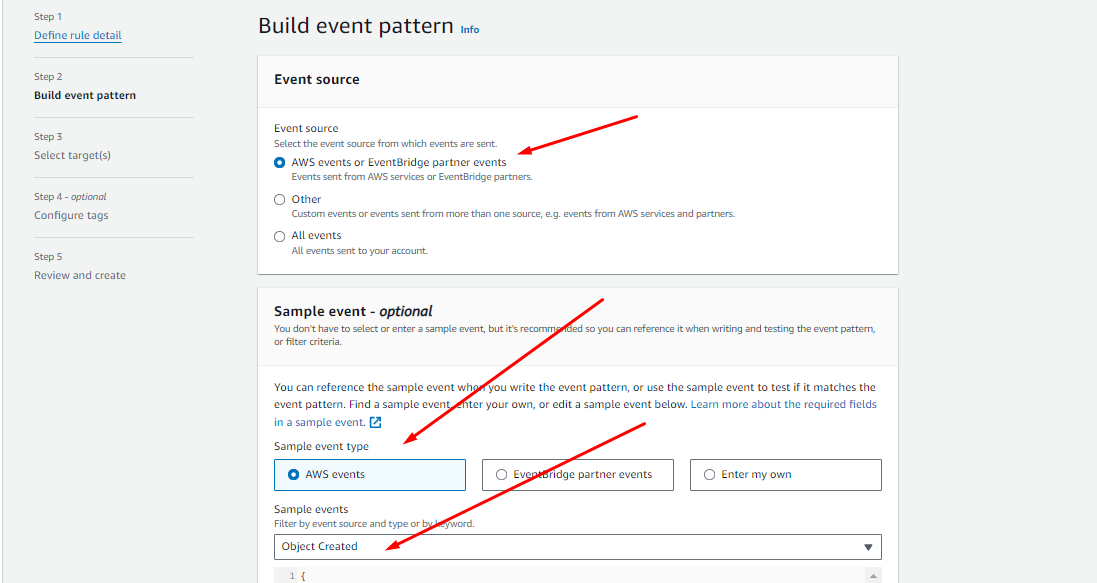 Step 1
Define rule detail
Step 2
Build event pattern
Step 3
Select target(s)
Step 4 - optional
Configure tags
Step 5
Review and create
Build event pattern Info
Event source
Event source
Select the event source from which events are sent.
AWS events or EventBridge partner events
Events sent from AWS services or EventBridge partners.
Other
Custom events or events sent from more than one source, e.g. events from AWS services and partners.
All events
All events sent to your account.
Sample event - optional
You don't have to select or enter a sample event, but it's recommended so you can reference it when writing and testing the event pattern,
or filter criteria.
You can reference the sample event when you write the event pattern, or use the sample event to test if it matches the
event pattern. Find a sample event, enter your own, or edit a sample event below. Learn more about the required fields
in a sample event.
Sample event type
AWS events
EventBridge partner events
Enter my own
Sample events
Filter by event source and type or by keyword.
Object Created
1 {